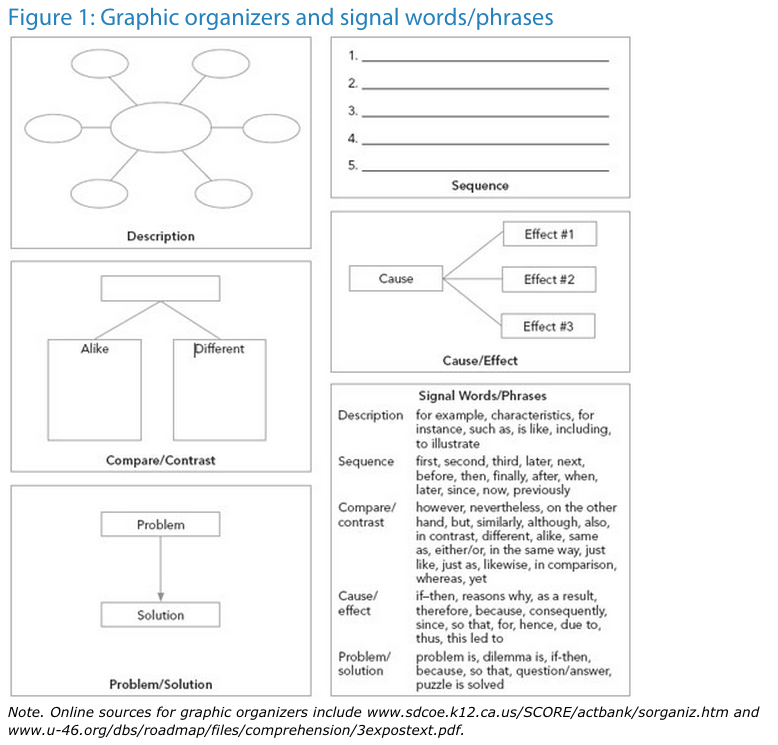 Figure 1: Graphic organizers and signal words/phrases
Description
1.
2.
3.
4.
5.
Sequence
Alike
Different
Compare/Contrast
Cause
Effect #1
Effect #2
Effect #3
Cause/Effect
Problem
Solution
Problem/Solution
Signal Words/Phrases
Description for example, characteristics, for
instance, such as, is like, including,
to illustrate
Sequence first, second, third, later, next,
before, then, finally, after, when,
later, since, now, previously
Compare/ however, nevertheless, on the other
contrast hand, but, similarly, although, also,
in contrast, different, alike, same
as, either/or, in the same way, just
like, just as, likewise, in comparison,
whereas, yet
Cause/ if–then, reasons why, as a result,
effect therefore, because, consequently,
since, so that, for, hence, due to,
thus, this led to
Problem/ problem is, dilemma is, if-then,
solution because, so that, question/answer,
puzzle is solved
Note. Online sources for graphic organizers include www.sdcoe.k12.ca.us/SCORE/actbank/sorganiz.htm and
www.u-46.org/dbs/roadmap/files/comprehension/3expostext.pdf.